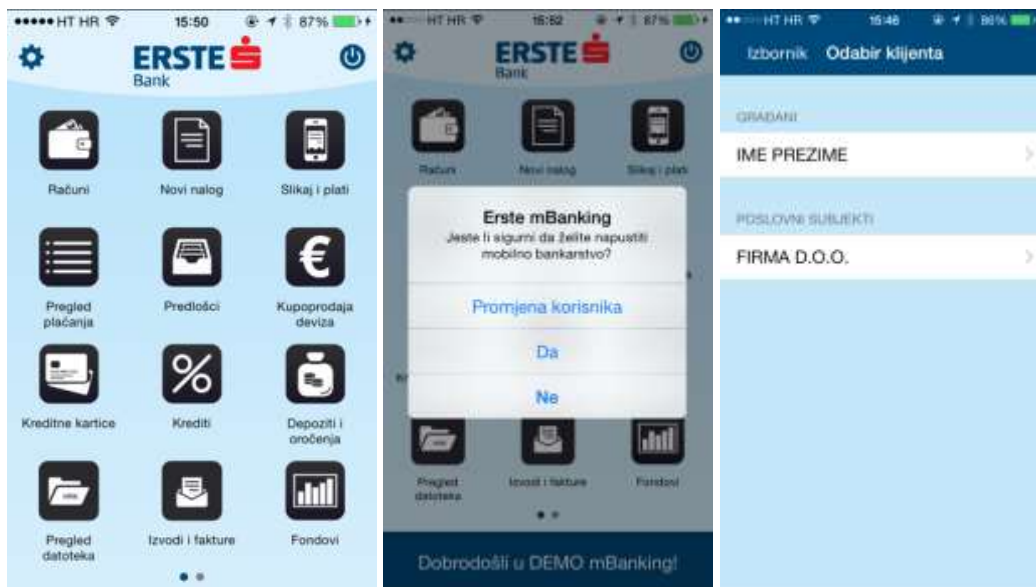 HT HR 15:50 87%
ERSTE
Bank
Računi Novi nalog Slikaj i plati
Pregled plaćanja Predlošci Kupoprodaja deviza
Kreditne kartice Krediti Depoziti i oročenja
Pregled datoteka Izvodi i fakture Fondovi
HT HR 15:52 87%
ERSTE
Bank
Računi Novi nalog Slikaj i plati
Erste mBanking
Jeste li sigurni da želite napustiti
mobilno bankarstvo?
Promjena korisnika
Da
Ne
Pregled datoteka Izvodi i fakture Fondovi
Dobrodošli u DEMO mBanking!
HT HR 15:46 86%
Izbornik Odabir klijenta
GRAĐANI
IME PREZIME
POSLOVNI SUBJEKTI
FIRMA D.O.O.